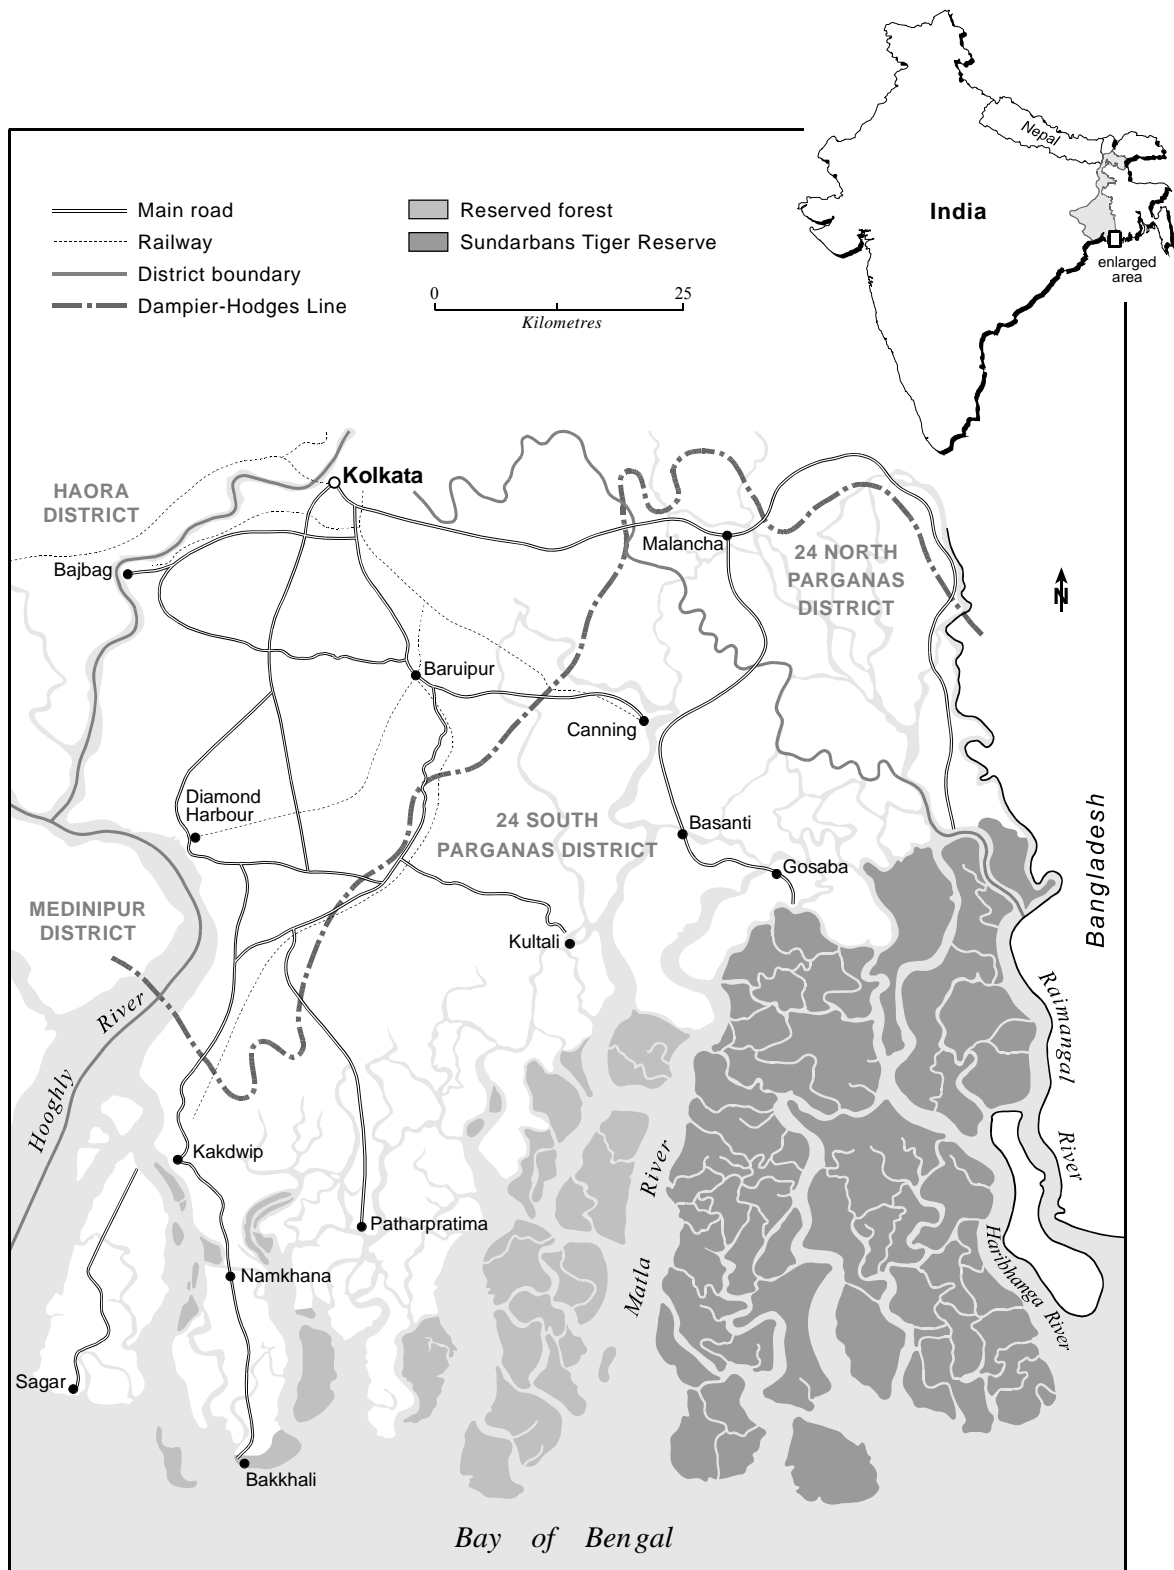 Nepal
India
enlarged
area
Main road
Railway
District boundary
Dampier-Hodges Line
Reserved forest
Sundarbans Tiger Reserve
0 25
Kilometres
Kolkata
HAORA
DISTRICT
Bajbag
Malancha
24 NORTH
PARGANAS
DISTRICT
N
Baruipur
Canning
Diamond
Harbour
24 SOUTH
PARGANAS DISTRICT
Basanti
Gosaba
Bangladesh
MEDINIPUR
DISTRICT
Kultali
Hooghly River
Raimangal River
Kakdwip
Matla River
Patharpratima
Haribhanga River
Namkhana
Sagar
Bakkhali
Bay of Bengal